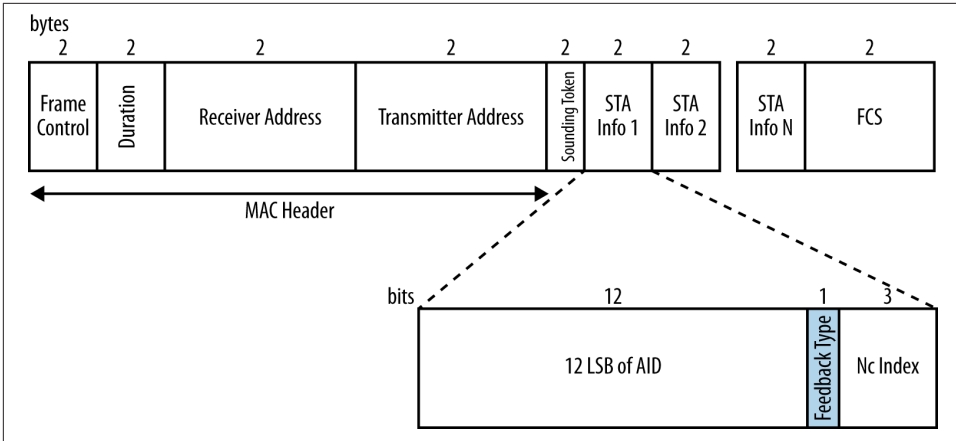 bytes
2 2 2 2 2 2 2 2 2
Frame Control
Duration
Receiver Address
Transmitter Address
Sounding Token
STA Info 1
STA Info 2
STA Info N
FCS
MAC Header
bits
12 1 3
12 LSB of AID
Feedback Type
Nc Index